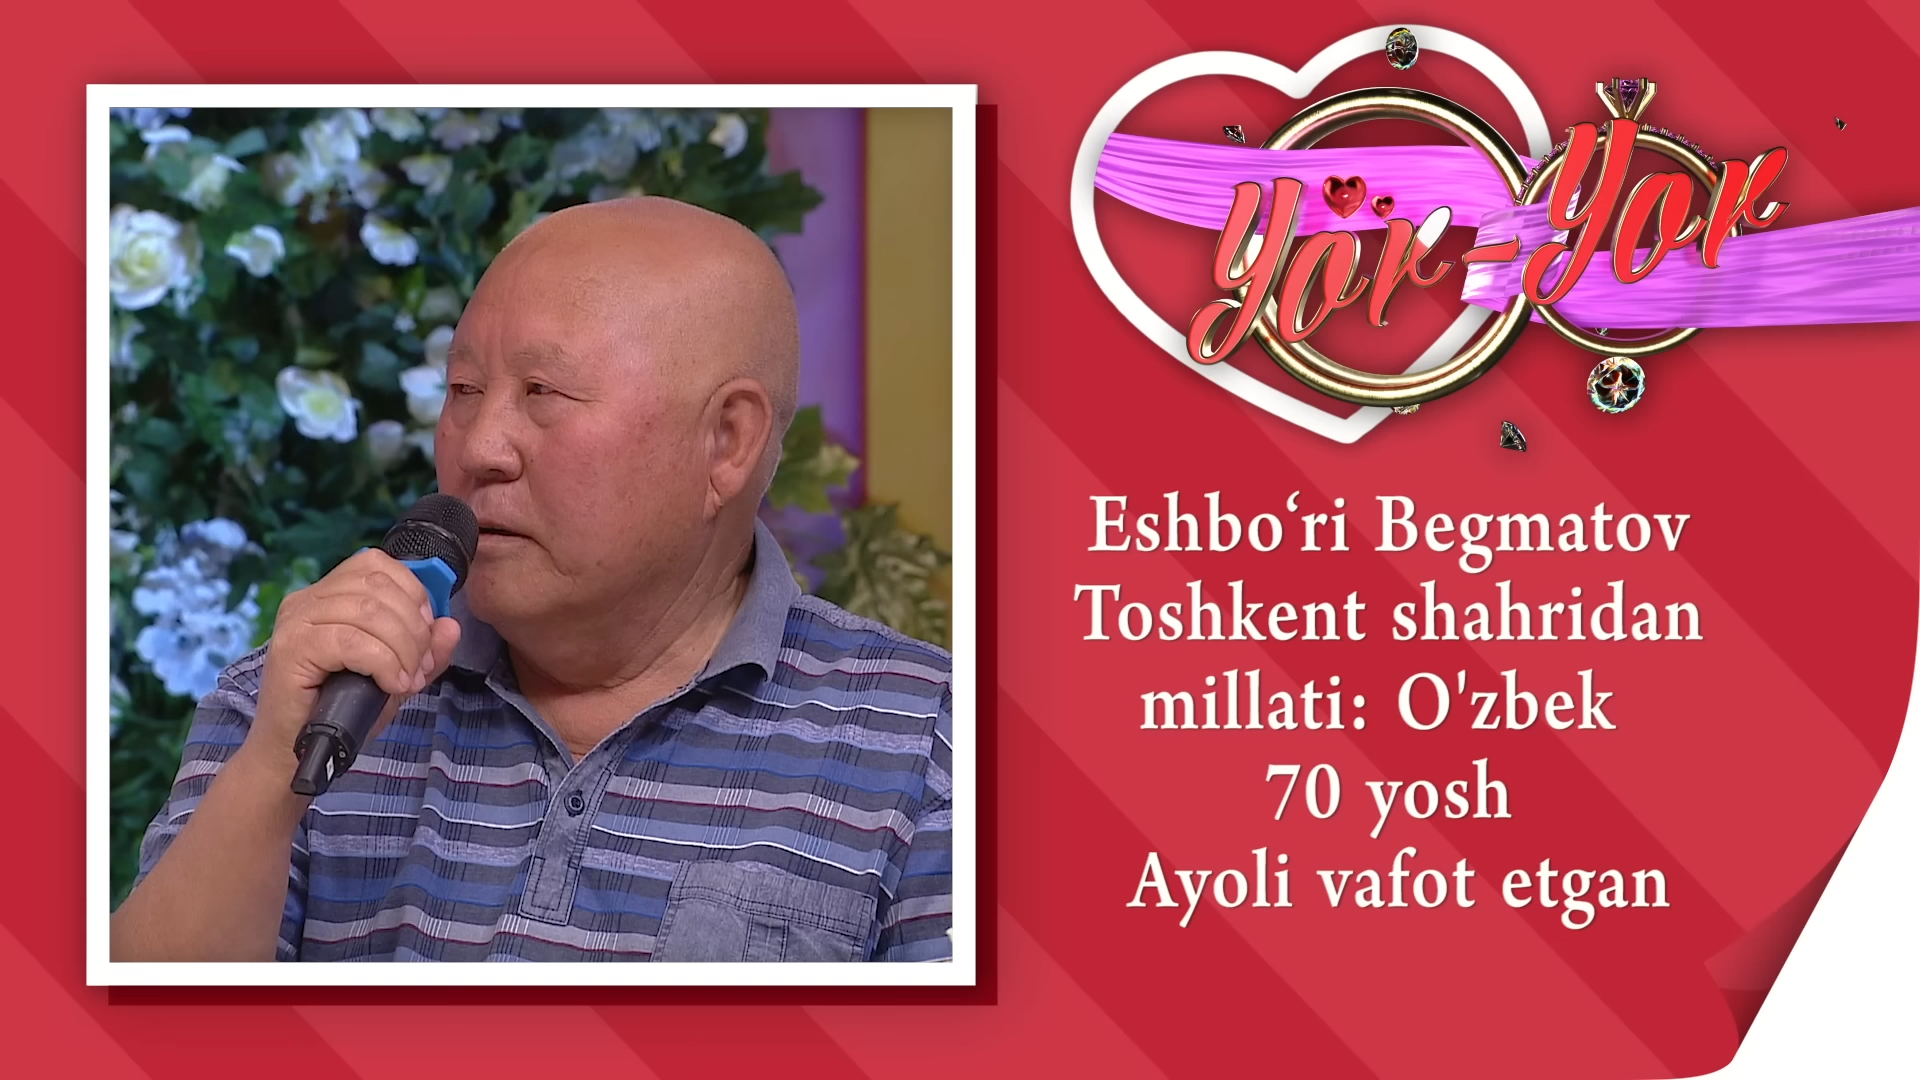 Yor-Yor
Eshbo‘ri Begmatov
Toshkent shahridan
millati: O'zbek
70 yosh
Ayoli vafot etgan